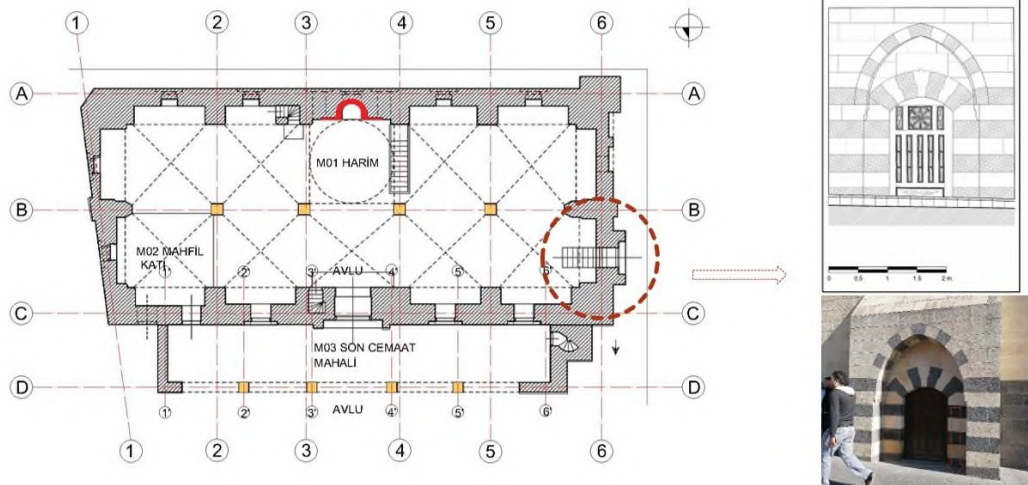 1 2 3 4 5 6
A A
M01 HARİM
B B
M02 MAHFİL
KATI
1' 2' 3' AVLU 4' 5' 6'
C C
M03 SON CEMAAT
MAHALİ
D D
1' 2' 3' 4' 5' 6'
AVLU
1 2 3 4 5 6
0 0.5 1 1.5 2 m.